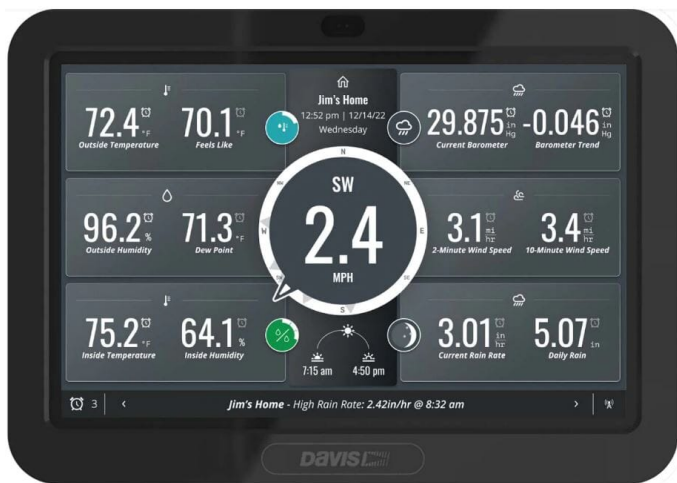 Jim's Home
12:52 pm | 12/14/22
Wednesday
72.4 °F
Outside Temperature
70.1 °F
Feels Like
29.875 in Hg
Current Barometer
-0.046 in Hg
Barometer Trend
96.2 %
Outside Humidity
71.3 °F
Dew Point
N
NE
E
SE
S
SW
W
NW
SW
2.4
MPH
3.1 mi hr
2-Minute Wind Speed
3.4 mi hr
10-Minute Wind Speed
75.2 °F
Inside Temperature
64.1 %
Inside Humidity
7:15 am
4:50 pm
3.01 in hr
Current Rain Rate
5.07 in
Daily Rain
3 ‹ Jim's Home - High Rain Rate: 2.42in/hr @ 8:32 am ›
DAVIS